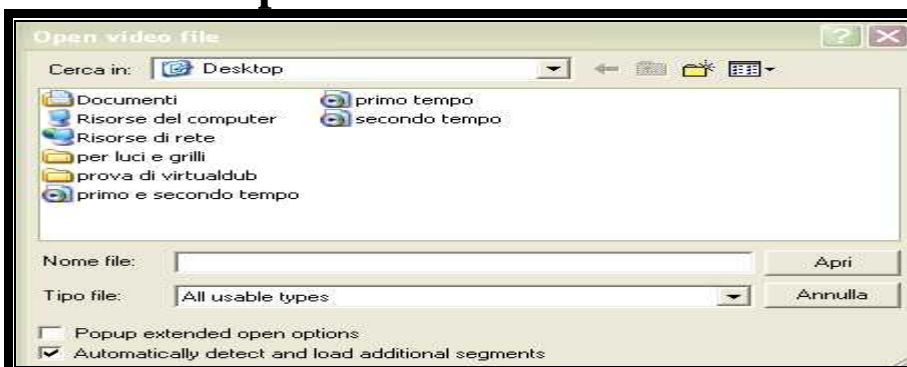 Open video file
Cerca in: Desktop
Documenti
Risorse del computer
Risorse di rete
per luci e grilli
prova di virtualdub
primo e secondo tempo
primo tempo
secondo tempo
Nome file: Apri
Tipo file: All usable types Annulla
Popup extended open options
Automatically detect and load additional segments